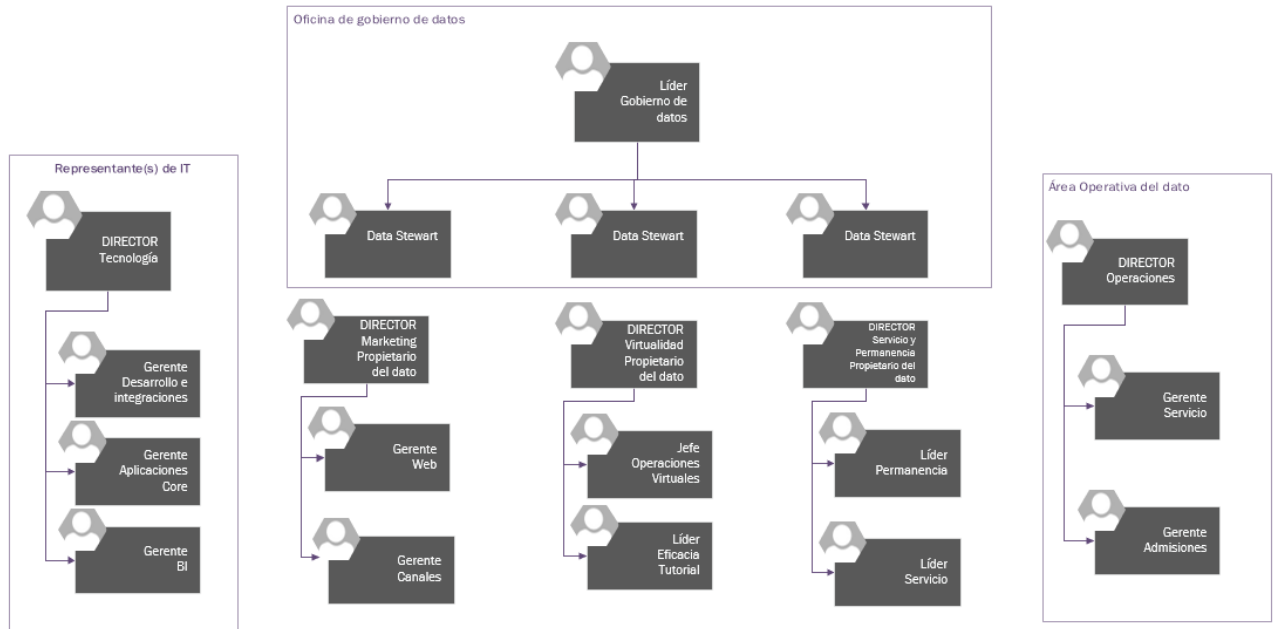 Oficina de gobierno de datos
Líder
Gobierno de
datos
Data Stewart
Data Stewart
Data Stewart
Representante(s) de IT
DIRECTOR
Tecnología
Gerente
Desarrollo e
integraciones
Gerente
Aplicaciones
Core
Gerente
BI
DIRECTOR
Marketing
Propietario
del dato
Gerente
Web
Gerente
Canales
DIRECTOR
Virtualidad
Propietario
del dato
Jefe
Operaciones
Virtuales
Líder
Eficacia
Tutorial
DIRECTOR
Servicio y
Permanencia
Propietario del
dato
Líder
Permanencia
Líder
Servicio
Área Operativa del dato
DIRECTOR
Operaciones
Gerente
Servicio
Gerente
Admisiones